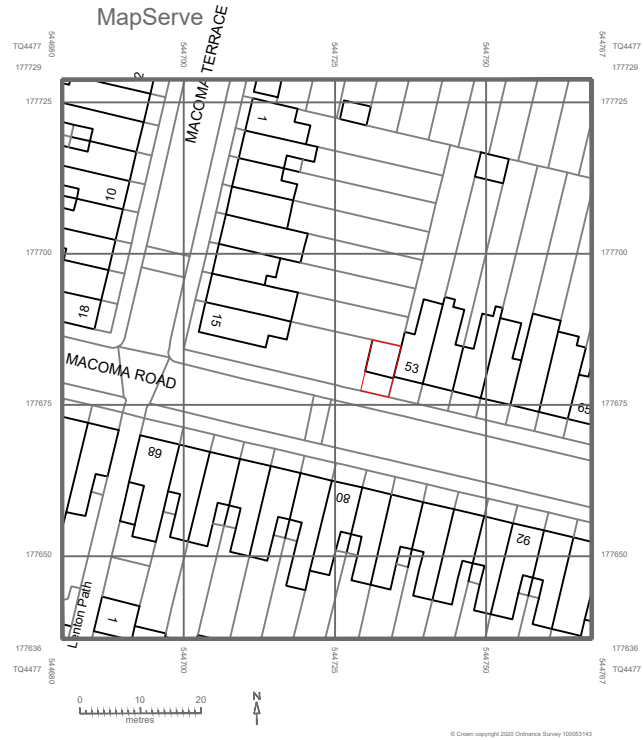 MapServe
544680
544700
544725
544750
544767
TQ4477
177729
TQ4477
177729
177725
177725
2
MACOMA TERRACE
1
10
177700
177700
18
15
MACOMA ROAD
53
177675
177675
65
68
80
92
177650
177650
Lenton Path
1
177636
TQ4477
177636
TQ4477
544680
544700
544725
544750
544767
0 10 20
metres
N
© Crown copyright 2020 Ordnance Survey 100053143